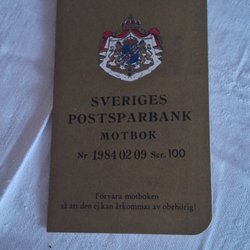 SVERIGES
POSTSPARBANK
MOTBOK
Nr 1984 02 09 Ser. 100
Förvara motboken
så att den ej kan åtkommas av obehörig!